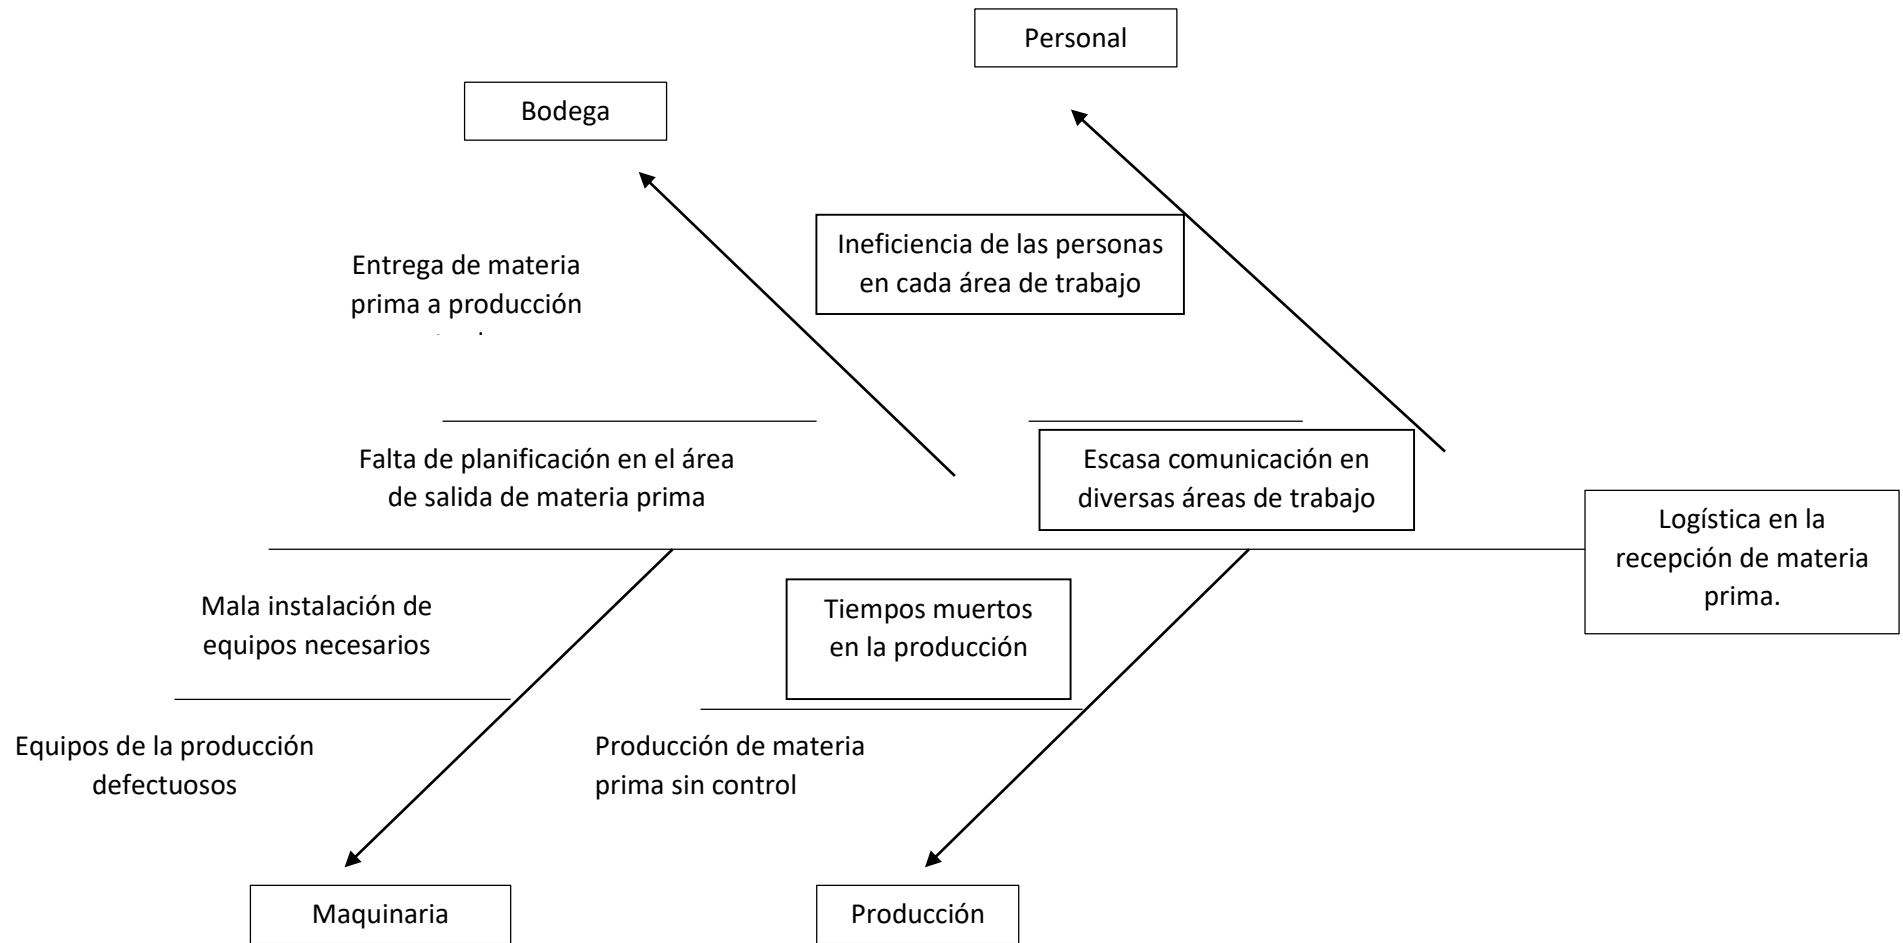 Personal
Bodega
Ineficiencia de las personas
en cada área de trabajo
Entrega de materia
prima a producción
Falta de planificación en el área
de salida de materia prima
Escasa comunicación en
diversas áreas de trabajo
Logística en la
recepción de materia
prima.
Mala instalación de
equipos necesarios
Tiempos muertos
en la producción
Equipos de la producción
defectuosos
Producción de materia
prima sin control
Maquinaria
Producción